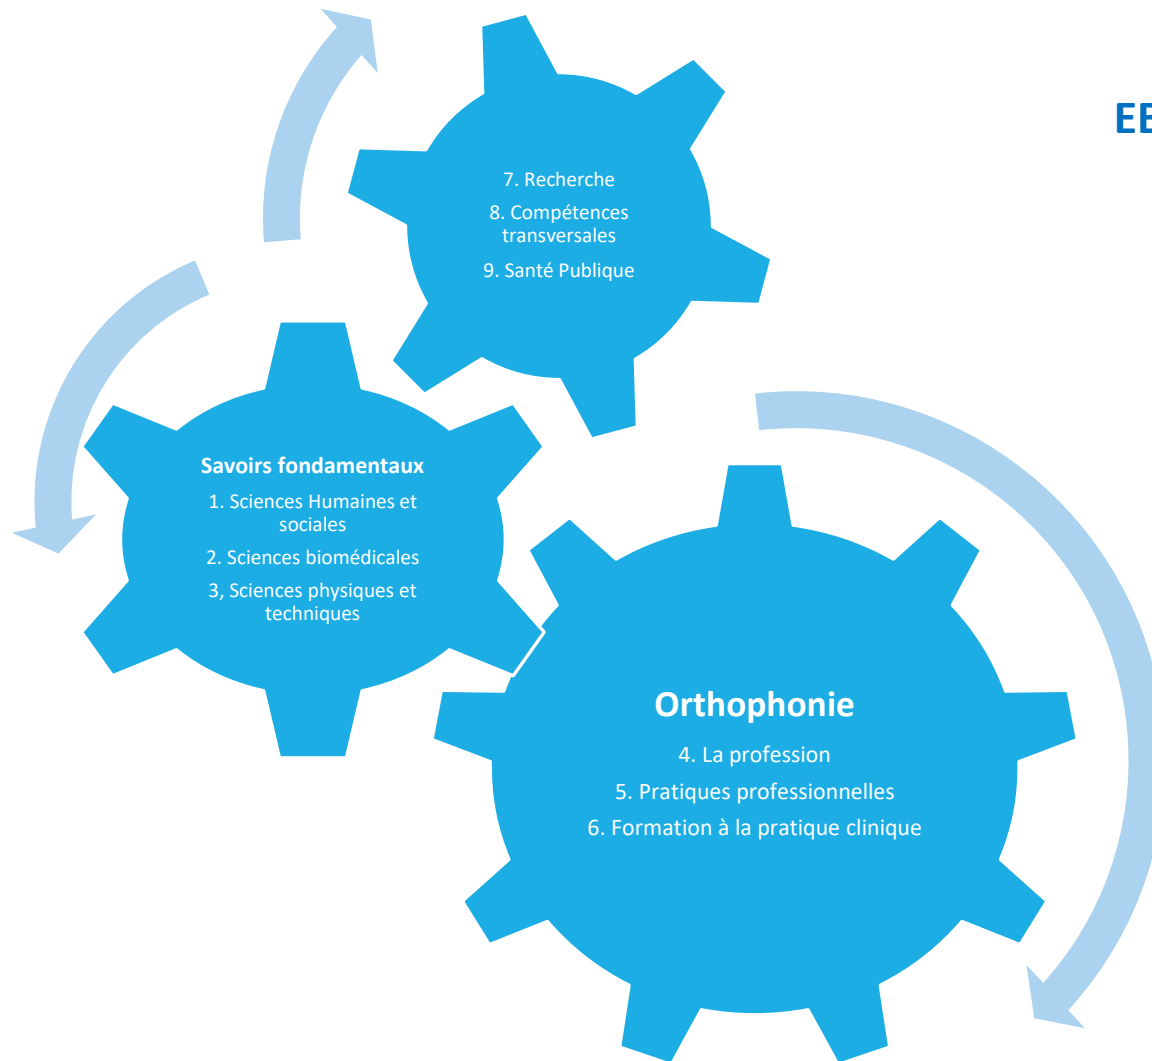 EB
7. Recherche
8. Compétences
transversales
9. Santé Publique
Savoirs fondamentaux
1. Sciences Humaines et
sociales
2. Sciences biomédicales
3, Sciences physiques et
techniques
Orthophonie
4. La profession
5. Pratiques professionnelles
6. Formation à la pratique clinique